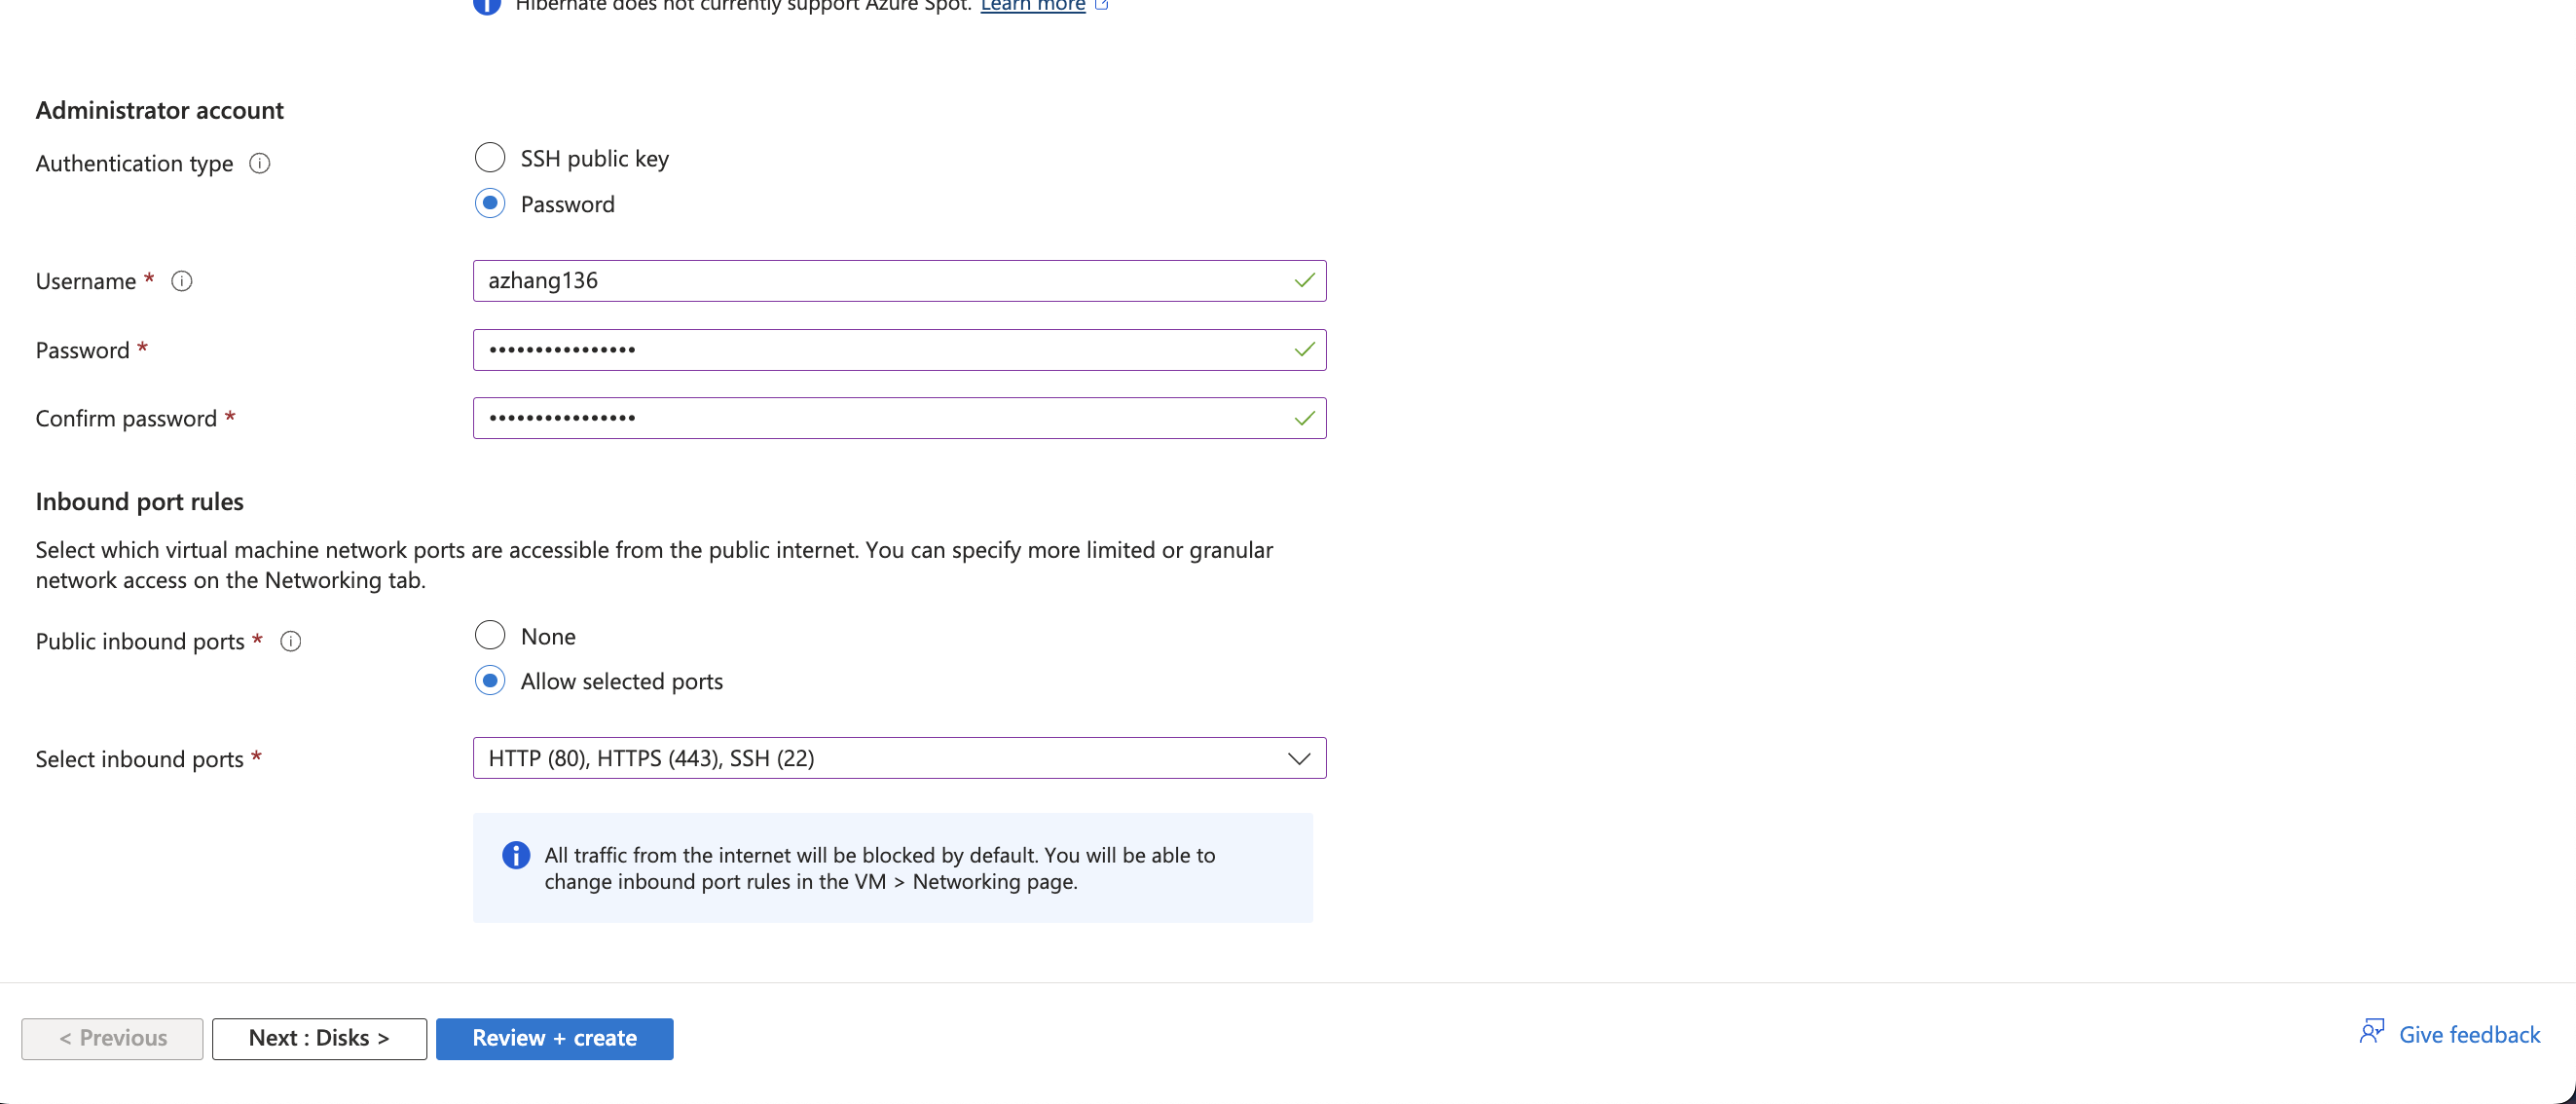 Hibernate does not currently support Azure Spot. Learn more
Administrator account
Authentication type
SSH public key
Password
Username *
azhang136
Password *
••••••••••••••••
Confirm password *
••••••••••••••••
Inbound port rules
Select which virtual machine network ports are accessible from the public internet. You can specify more limited or granular
network access on the Networking tab.
Public inbound ports *
None
Allow selected ports
Select inbound ports *
HTTP (80), HTTPS (443), SSH (22)
All traffic from the internet will be blocked by default. You will be able to
change inbound port rules in the VM > Networking page.
< Previous
Next : Disks >
Review + create
Give feedback